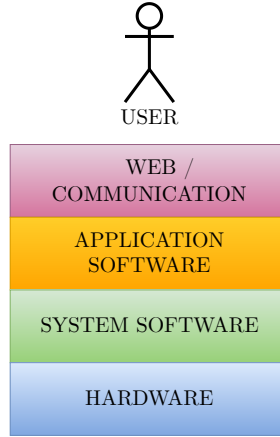 USER
WEB /
COMMUNICATION
APPLICATION
SOFTWARE
SYSTEM SOFTWARE
HARDWARE